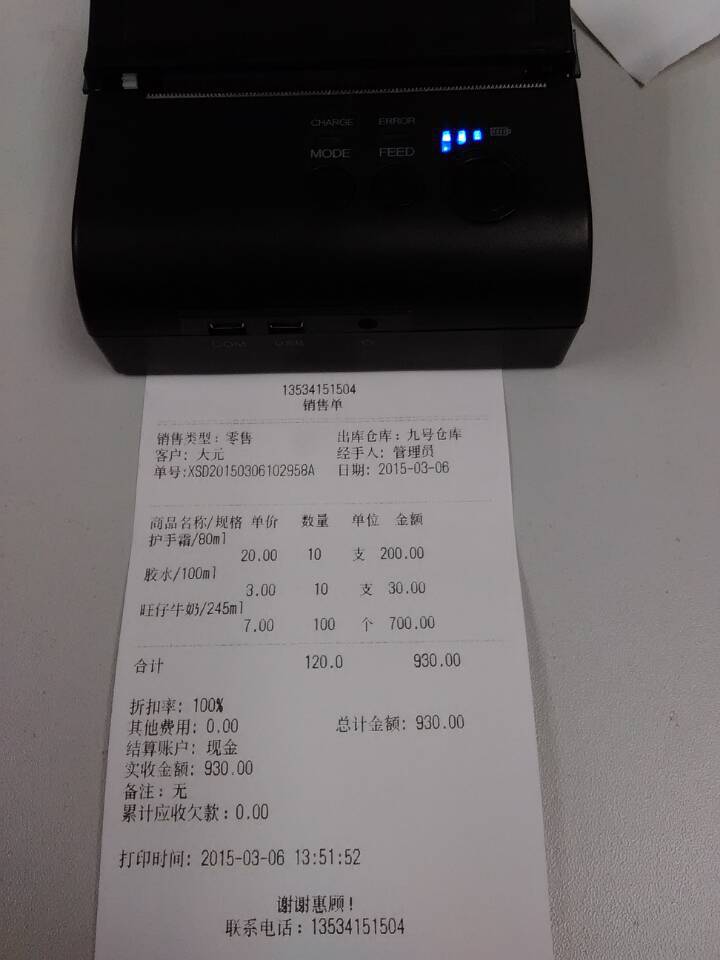 CHARGE ERROR
MODE FEED
COM USB
13534151504
销售单
销售类型: 零售 出库仓库: 九号仓库
客户: 大元 经手人: 管理员
单号:XSD20150306102958A 日期: 2015-03-06
商品名称/规格 单价 数量 单位 金额
护手霜/80ml
20.00 10 支 200.00
胶水/100ml
3.00 10 支 30.00
旺仔牛奶/245ml
7.00 100 个 700.00
合计 120.0 930.00
折扣率: 100%
其他费用: 0.00 总计金额: 930.00
结算账户: 现金
实收金额: 930.00
备注: 无
累计应收欠款: 0.00
打印时间: 2015-03-06 13:51:52
谢谢惠顾!
联系电话: 13534151504